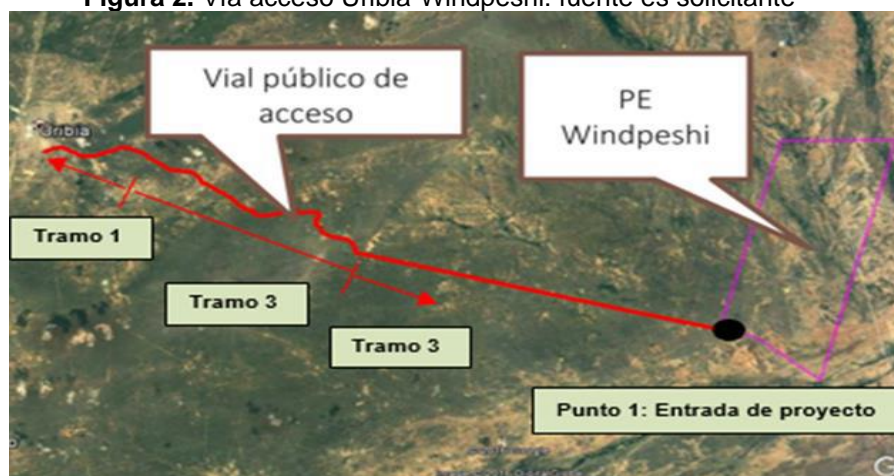 Figura 2. Vía acceso Uribia-Windpeshi. fuente es solicitante
Vial público de
acceso
PE
Windpeshi
Uribia
Tramo 1
Tramo 3
Tramo 3
Punto 1: Entrada de proyecto